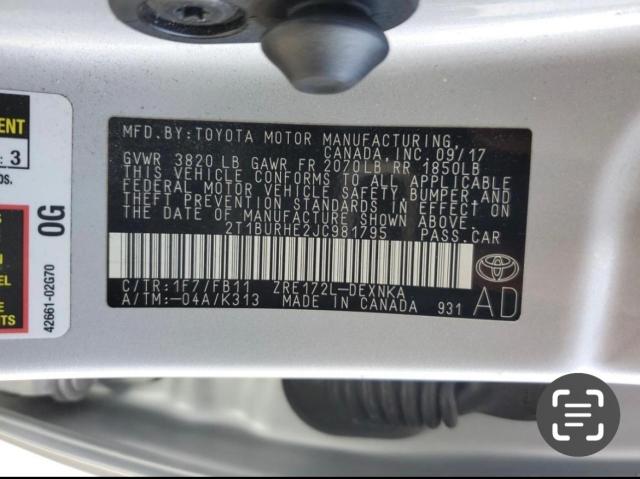 MFD. BY: TOYOTA MOTOR MANUFACTURING,
CANADA, INC. 09/17
GVWR 3820 LB GAWR FR 2070LB RR 1850LB
THIS VEHICLE CONFORMS TO ALL APPLICABLE
FEDERAL MOTOR VEHICLE SAFETY, BUMPER, AND
THEFT PREVENTION STANDARDS IN EFFECT ON
THE DATE OF MANUFACTURE SHOWN ABOVE.
2T1BURHE2JC981795 PASS. CAR
C/TR:1F7/FB11 ZRE172L-DEXNKA
A/TM:-04A/K313 MADE IN CANADA 931
TOYOTA
AD
: 3
0G
42661-02G70